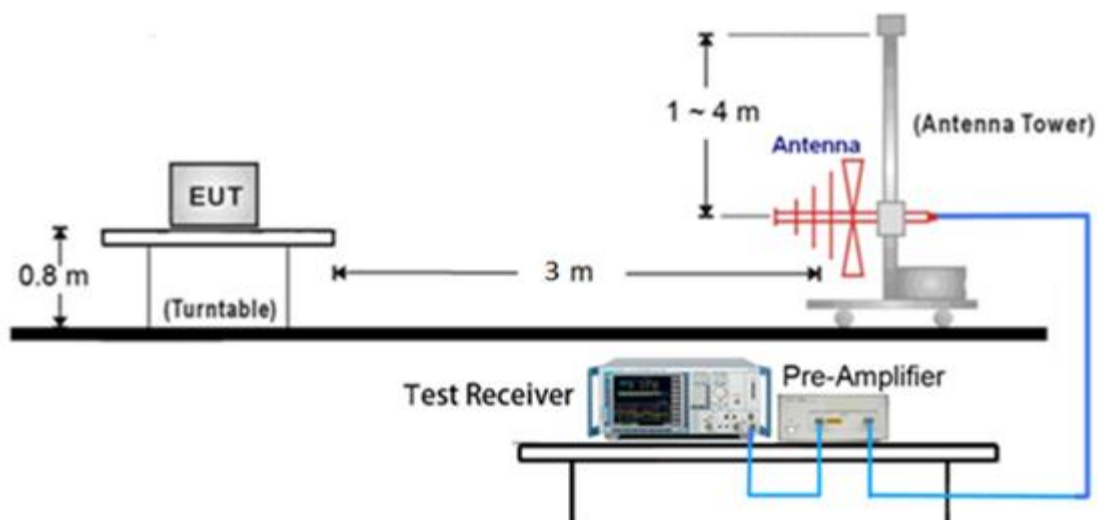 1 ~ 4 m
(Antenna Tower)
Antenna
EUT
0.8 m
3 m
(Turntable)
Test Receiver
Pre-Amplifier